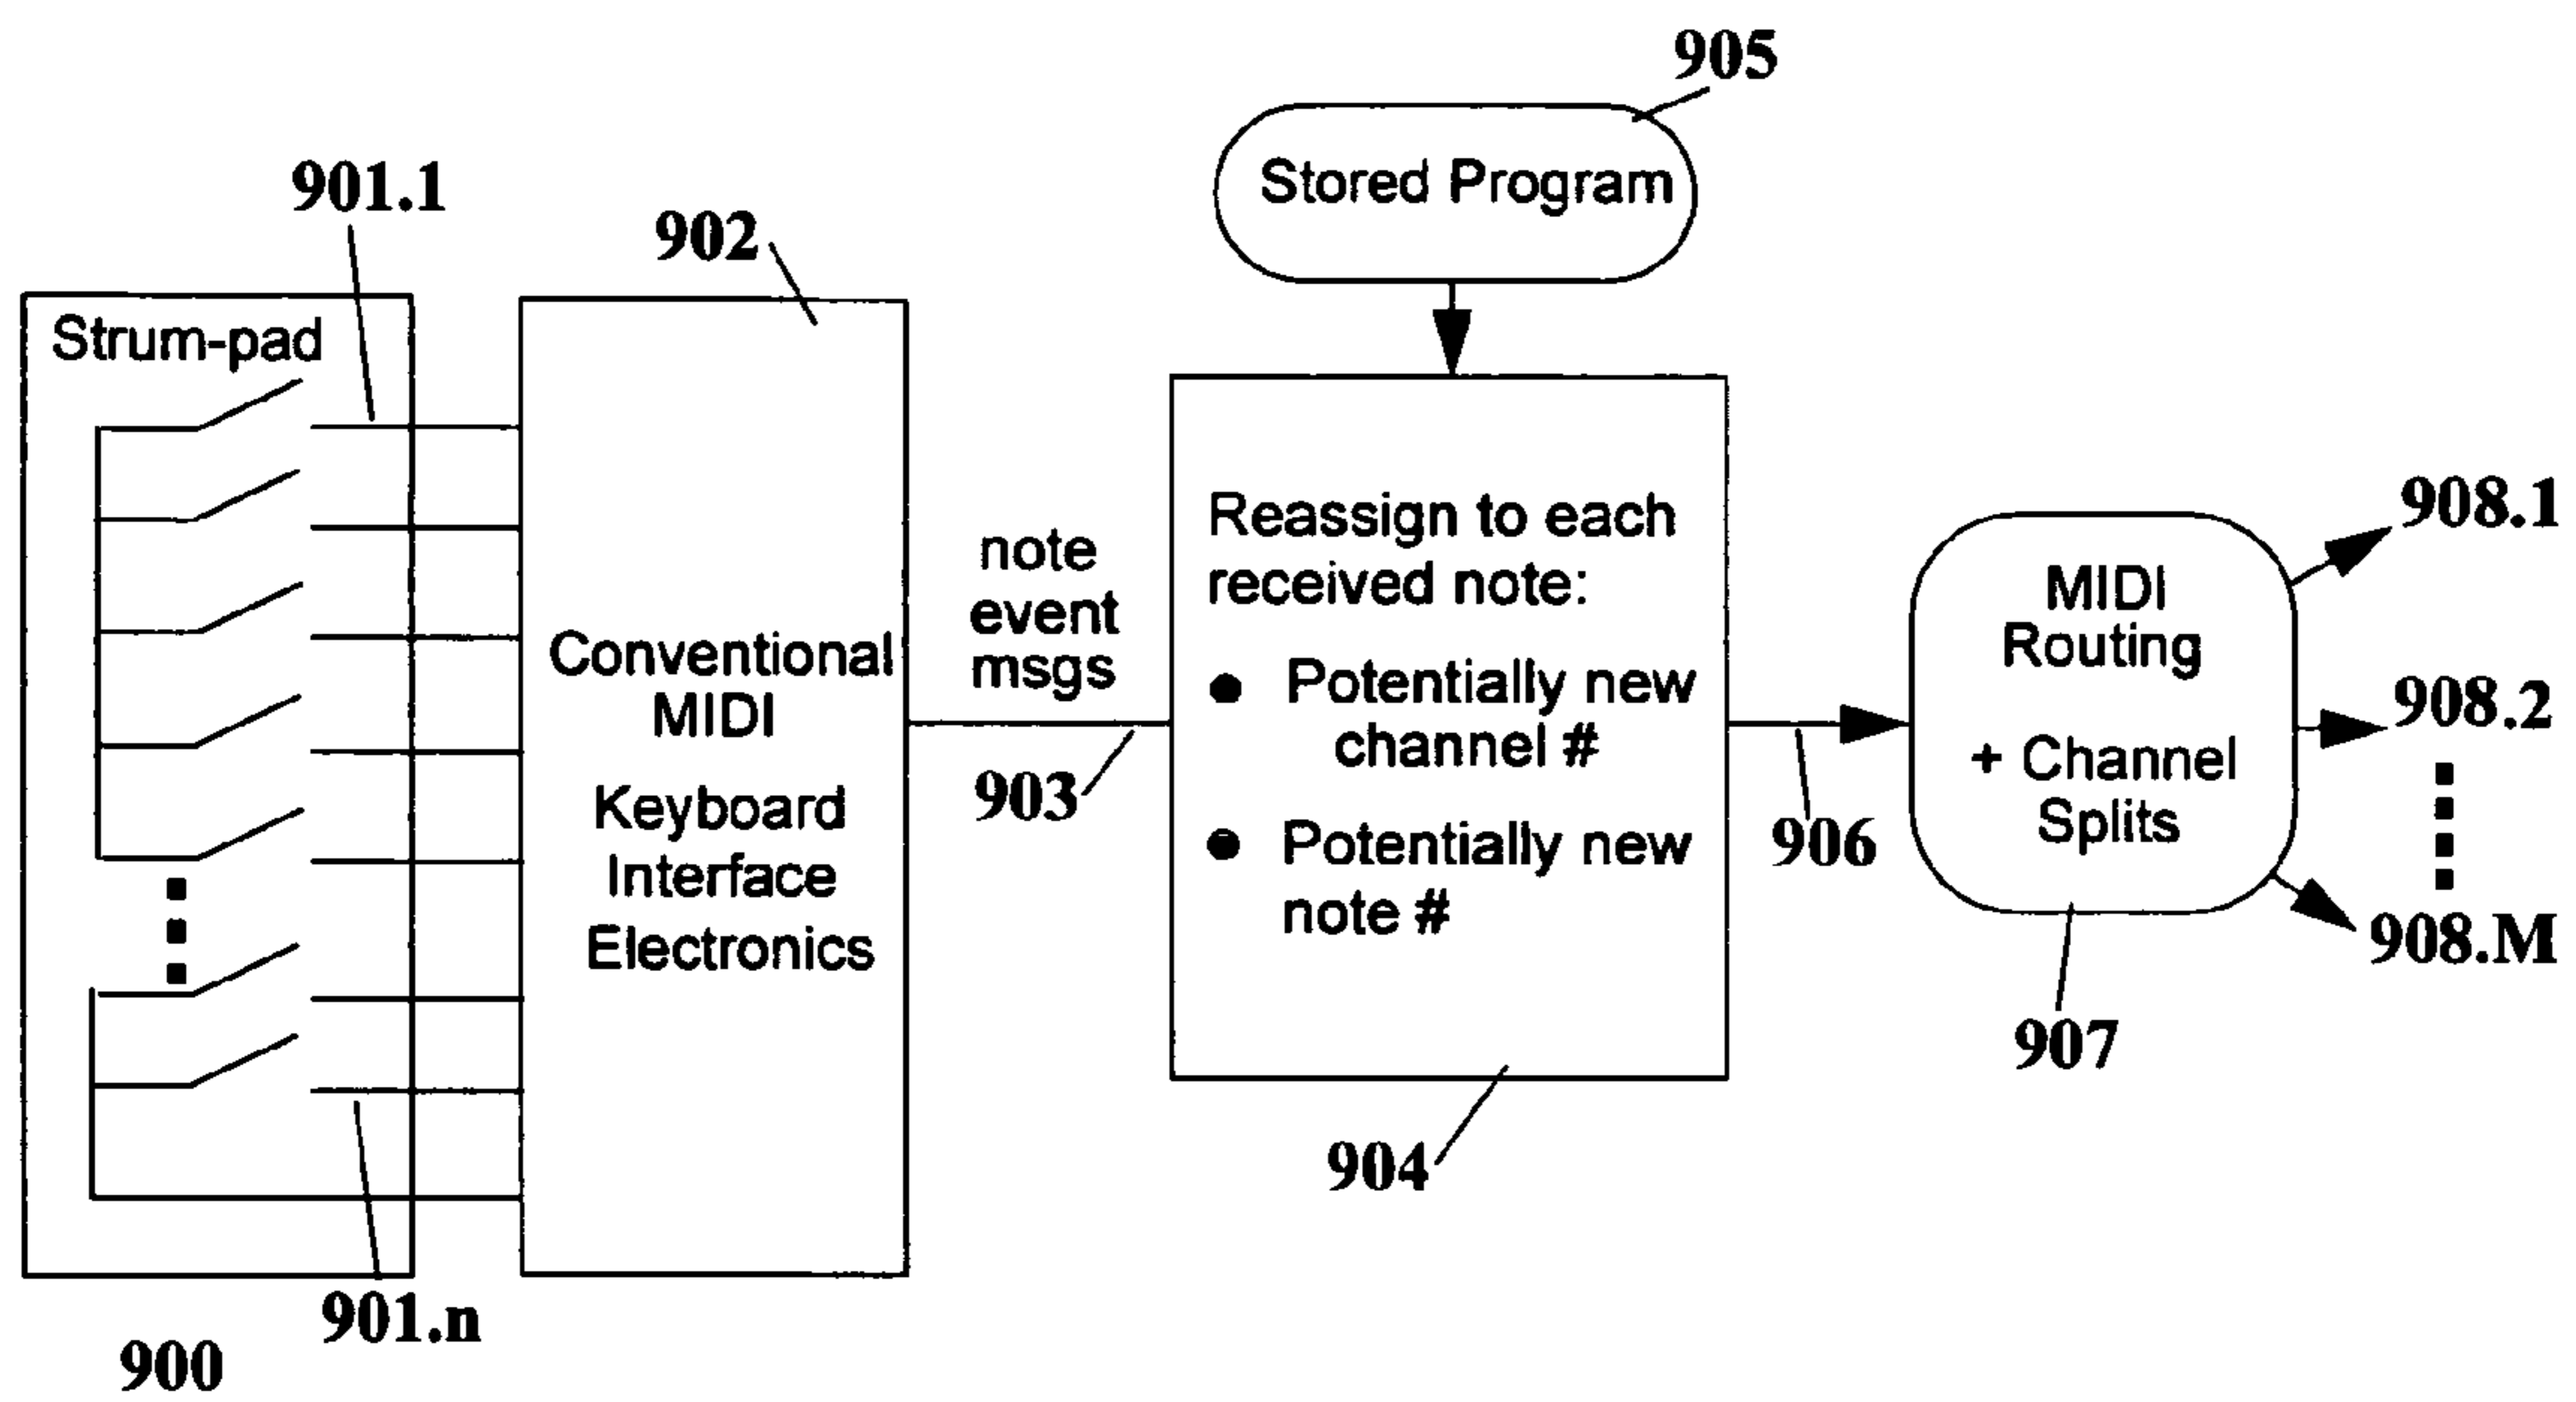 905
Stored Program
901.1
902
Strum-pad
Conventional
MIDI
Keyboard
Interface
Electronics
note
event
msgs
903
Reassign to each
received note:
● Potentially new
channel #
● Potentially new
note #
904
906
MIDI
Routing
+ Channel
Splits
907
908.1
908.2
908.M
901.n
900